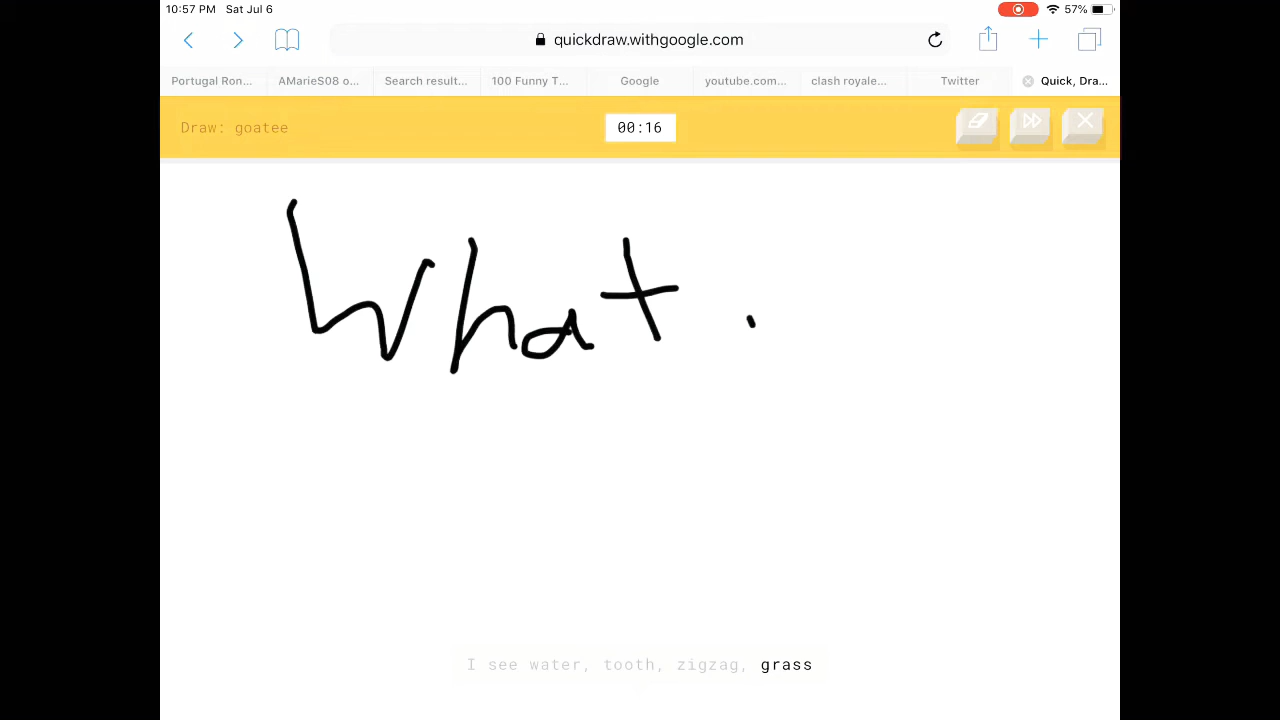 10:57 PM Sat Jul 6 57%
quickdraw.withgoogle.com
Portugal Ron... AMarieS08 o... Search result... 100 Funny T... Google youtube.com... clash royale... Twitter Quick, Dra...
Draw: goatee 00:16
What .
I see water, tooth, zigzag, grass